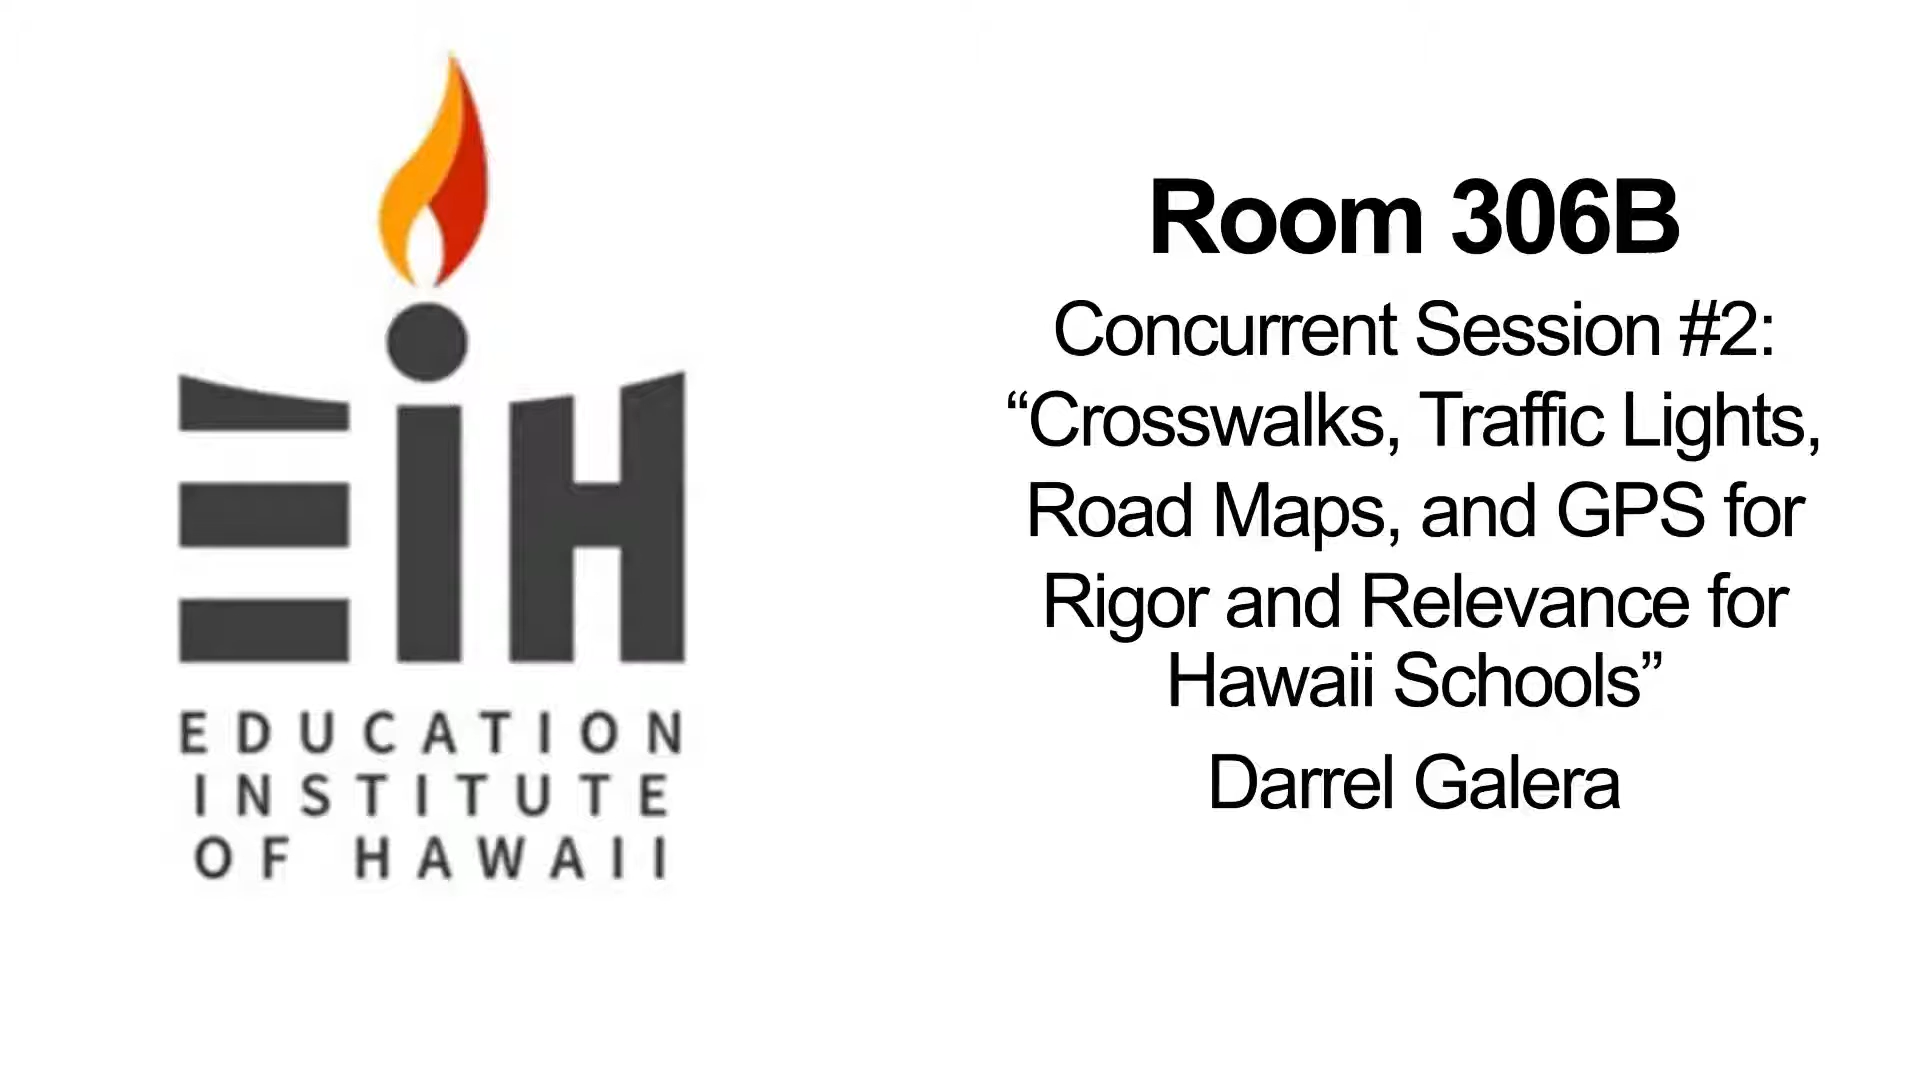 EiH
EDUCATION
INSTITUTE
OF HAWAII
Room 306B
Concurrent Session #2:
“Crosswalks, Traffic Lights,
Road Maps, and GPS for
Rigor and Relevance for
Hawaii Schools”
Darrel Galera